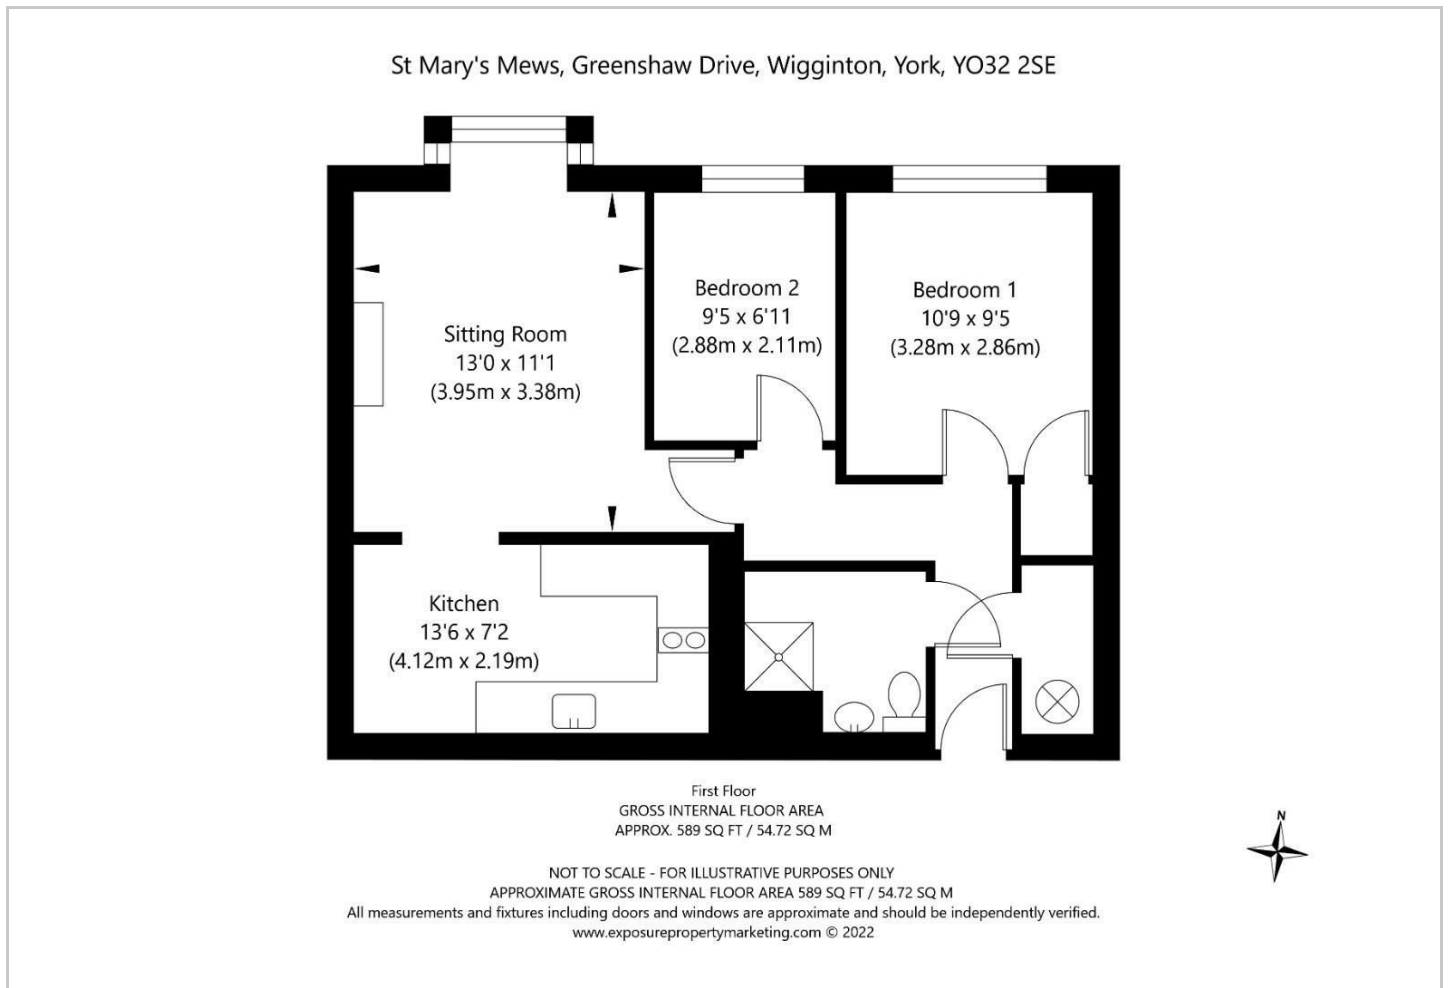 St Mary's Mews, Greenshaw Drive, Wigginton, York, YO32 2SE
Sitting Room
13'0 x 11'1
(3.95m x 3.38m)
Bedroom 2
9'5 x 6'11
(2.88m x 2.11m)
Bedroom 1
10'9 x 9'5
(3.28m x 2.86m)
Kitchen
13'6 x 7'2
(4.12m x 2.19m)
First Floor
GROSS INTERNAL FLOOR AREA
APPROX. 589 SQ FT / 54.72 SQ M
N
NOT TO SCALE - FOR ILLUSTRATIVE PURPOSES ONLY
APPROXIMATE GROSS INTERNAL FLOOR AREA 589 SQ FT / 54.72 SQ M
All measurements and fixtures including doors and windows are approximate and should be independently verified.
www.exposurepropertymarketing.com © 2022